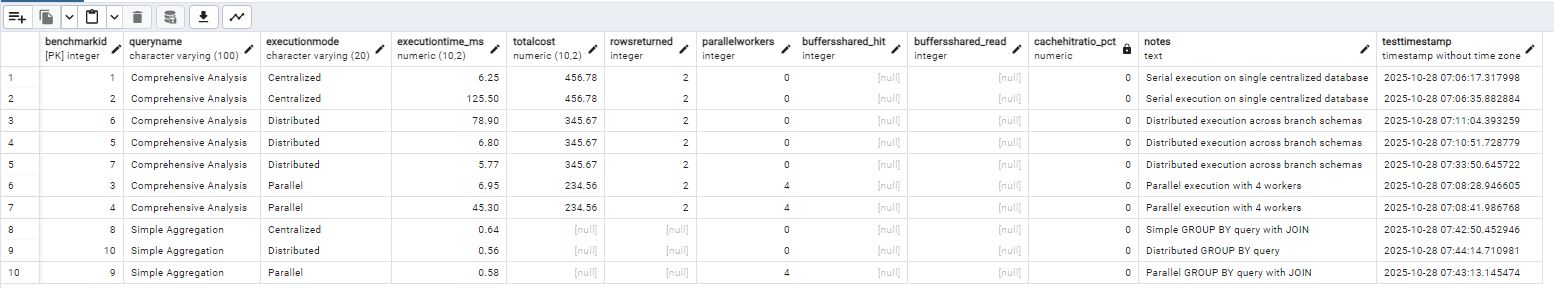 benchmarkid queryname executionmode executiontime_ms totalcost rowsreturned parallelworkers buffersshared_hit buffersshared_read cachehitratio_pct notes testtimestamp
[PK] integer character varying (100) character varying (20) numeric (10,2) numeric (10,2) integer integer integer integer numeric text timestamp without time zone
1 1 Comprehensive Analysis Centralized 6.25 456.78 2 0 [null] [null] 0 Serial execution on single centralized database 2025-10-28 07:06:17.317998
2 2 Comprehensive Analysis Centralized 125.50 456.78 2 0 [null] [null] 0 Serial execution on single centralized database 2025-10-28 07:06:35.882884
3 6 Comprehensive Analysis Distributed 78.90 345.67 2 0 [null] [null] 0 Distributed execution across branch schemas 2025-10-28 07:11:04.393259
4 5 Comprehensive Analysis Distributed 6.80 345.67 2 0 [null] [null] 0 Distributed execution across branch schemas 2025-10-28 07:10:51.728779
5 7 Comprehensive Analysis Distributed 5.77 345.67 2 0 [null] [null] 0 Distributed execution across branch schemas 2025-10-28 07:33:50.645722
6 3 Comprehensive Analysis Parallel 6.95 234.56 2 4 [null] [null] 0 Parallel execution with 4 workers 2025-10-28 07:08:28.946605
7 4 Comprehensive Analysis Parallel 45.30 234.56 2 4 [null] [null] 0 Parallel execution with 4 workers 2025-10-28 07:08:41.986768
8 8 Simple Aggregation Centralized 0.64 [null] [null] 0 [null] [null] 0 Simple GROUP BY query with JOIN 2025-10-28 07:42:50.452946
9 10 Simple Aggregation Distributed 0.56 [null] [null] 0 [null] [null] 0 Distributed GROUP BY query 2025-10-28 07:44:14.710981
10 9 Simple Aggregation Parallel 0.58 [null] [null] 4 [null] [null] 0 Parallel GROUP BY query with JOIN 2025-10-28 07:43:13.145474